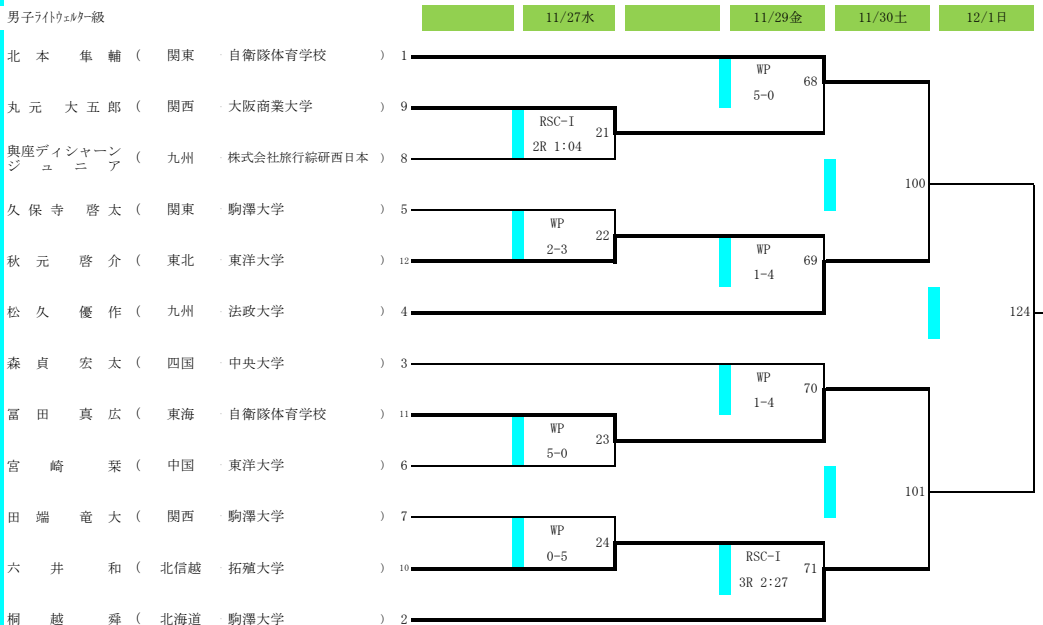 男子ライトウェルター級
11/27水
11/29金
11/30土
12/1日
北本 隼輔 ( 関東 ・ 自衛隊体育学校 ) 1
丸元 大五郎 ( 関西 ・ 大阪商業大学 ) 9
與座ディシャーン
ジュニア ( 九州 ・ 株式会社旅行綜研西日本 ) 8
久保寺 啓太 ( 関東 ・ 駒澤大学 ) 5
秋元 啓介 ( 東北 ・ 東洋大学 ) 12
松久 優作 ( 九州 ・ 法政大学 ) 4
森貞 宏太 ( 四国 ・ 中央大学 ) 3
冨田 真広 ( 東海 ・ 自衛隊体育学校 ) 11
宮崎 栞 ( 中国 ・ 東洋大学 ) 6
田端 竜大 ( 関西 ・ 駒澤大学 ) 7
六井 和 ( 北信越 ・ 拓殖大学 ) 10
桐越 舜 ( 北海道 ・ 駒澤大学 ) 2
RSC-I
21
2R 1:04
WP
22
2-3
WP
23
5-0
WP
24
0-5
WP
68
5-0
WP
69
1-4
WP
70
1-4
RSC-I
71
3R 2:27
100
101
124